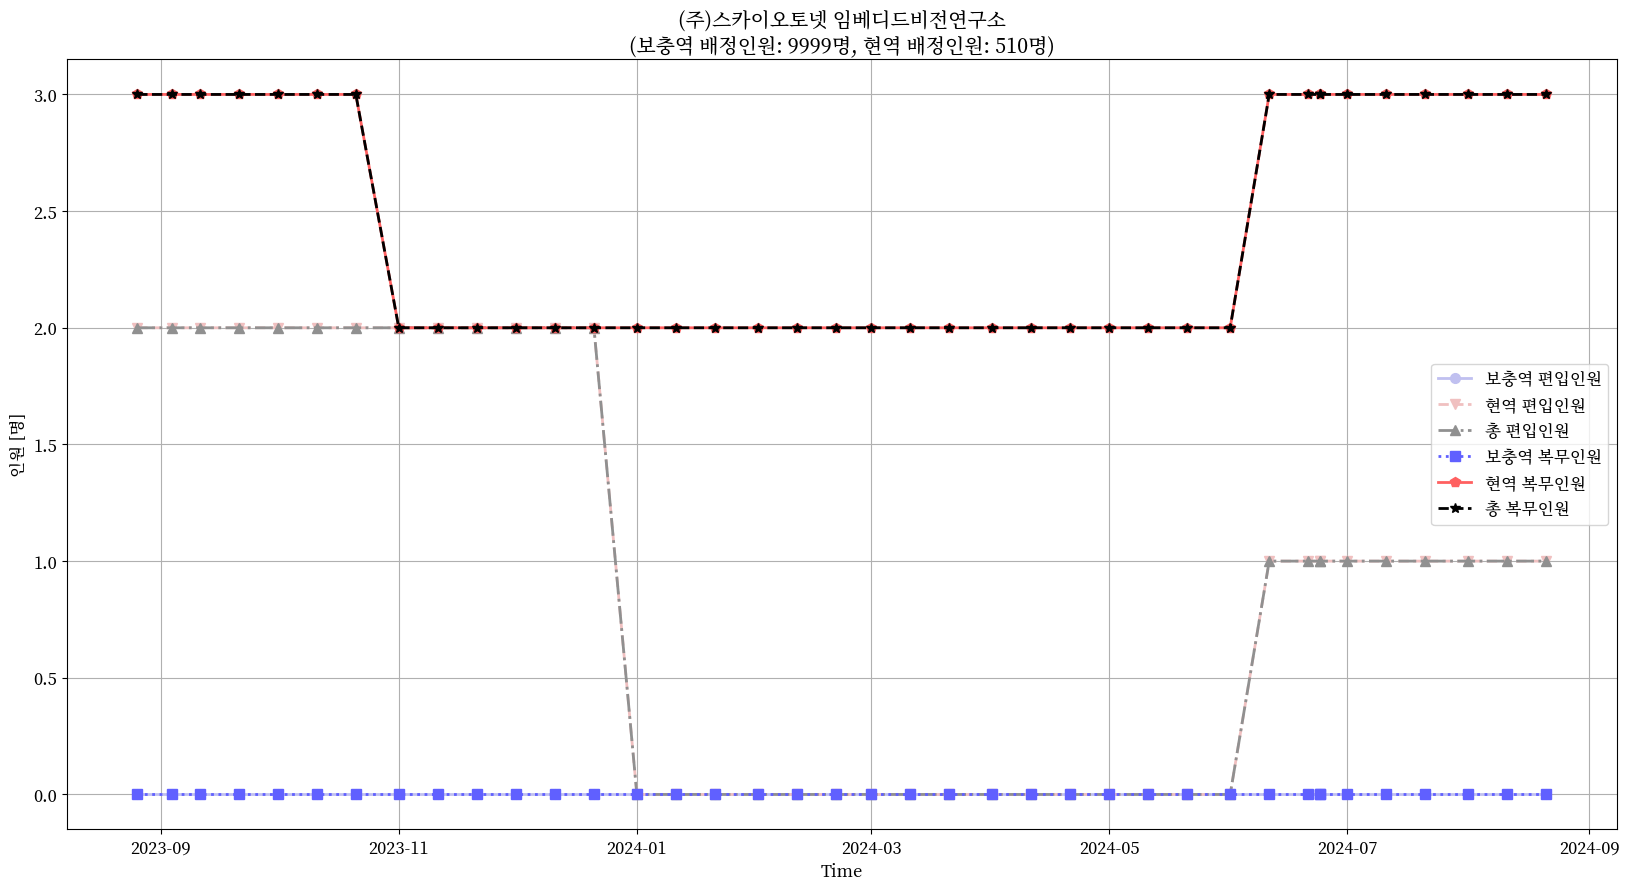 (주)스카이오토넷 임베디드비전연구소
(보충역 배정인원: 9999명, 현역 배정인원: 510명)
3.0
2.5
2.0
1.5
1.0
0.5
0.0
인원 [명]
보충역 편입인원
현역 편입인원
총 편입인원
보충역 복무인원
현역 복무인원
총 복무인원
2023-09
2023-11
2024-01
2024-03
2024-05
2024-07
2024-09
Time